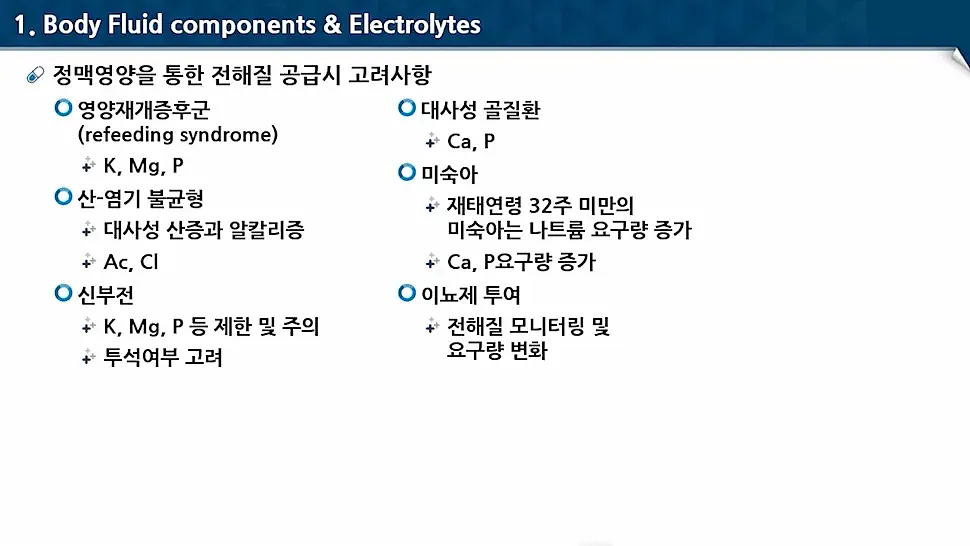 1. Body Fluid components & Electrolytes
정맥영양을 통한 전해질 공급시 고려사항
영양재개증후군
(refeeding syndrome)
K, Mg, P
산-염기 불균형
대사성 산증과 알칼리증
Ac, Cl
신부전
K, Mg, P 등 제한 및 주의
투석여부 고려
대사성 골질환
Ca, P
미숙아
재태연령 32주 미만의
미숙아는 나트륨 요구량 증가
Ca, P요구량 증가
이뇨제 투여
전해질 모니터링 및
요구량 변화